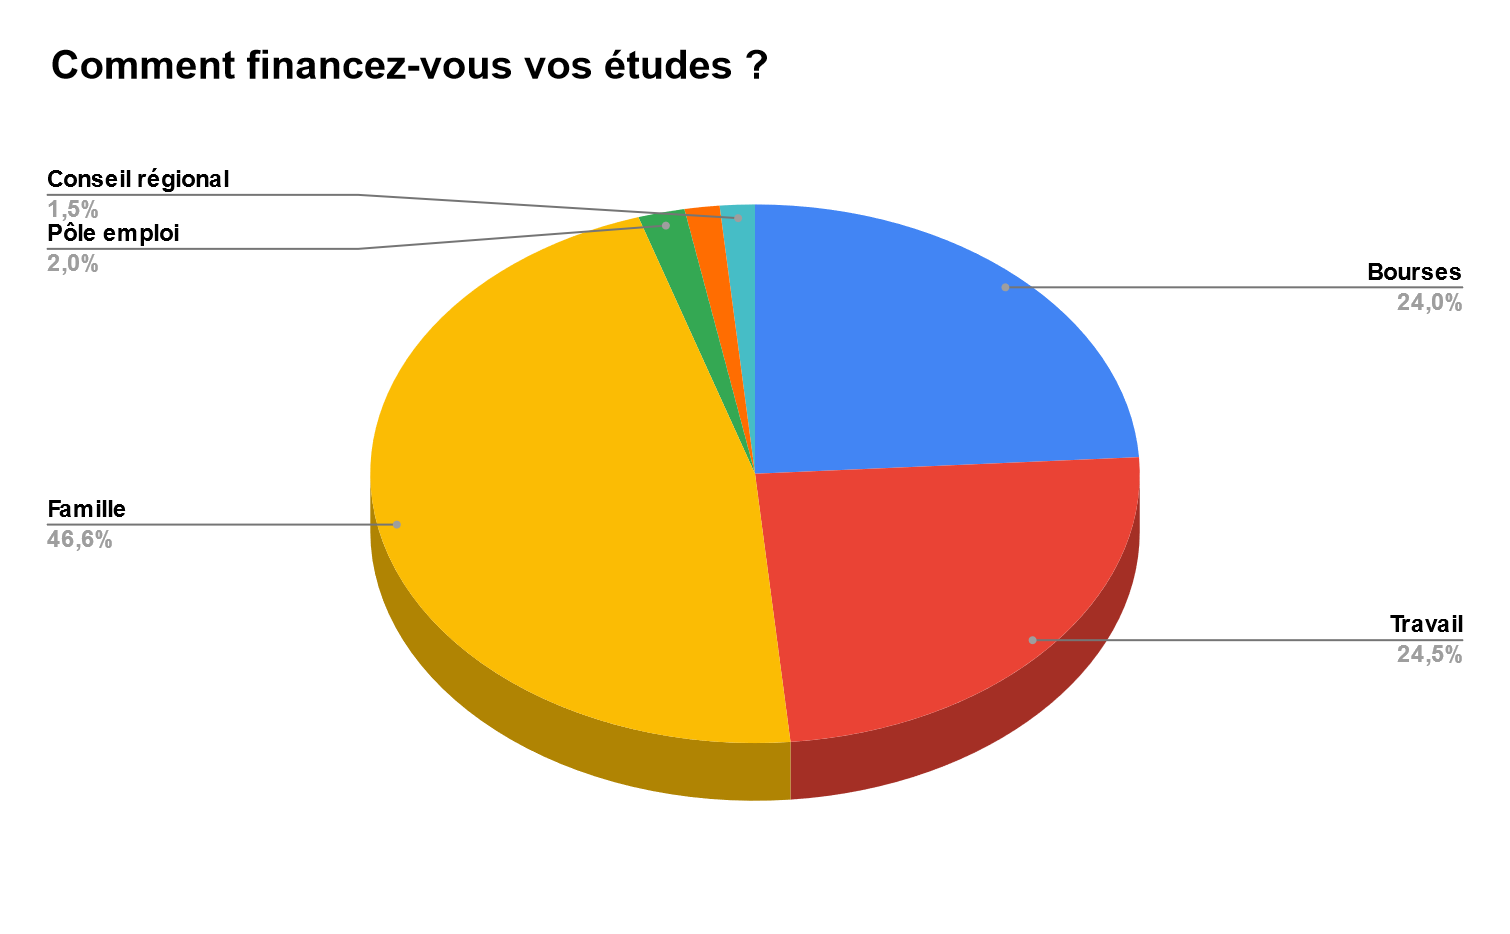 Comment financez-vous vos études ?
Conseil régional
1,5%
Pôle emploi
2,0%
Bourses
24,0%
Famille
46,6%
Travail
24,5%